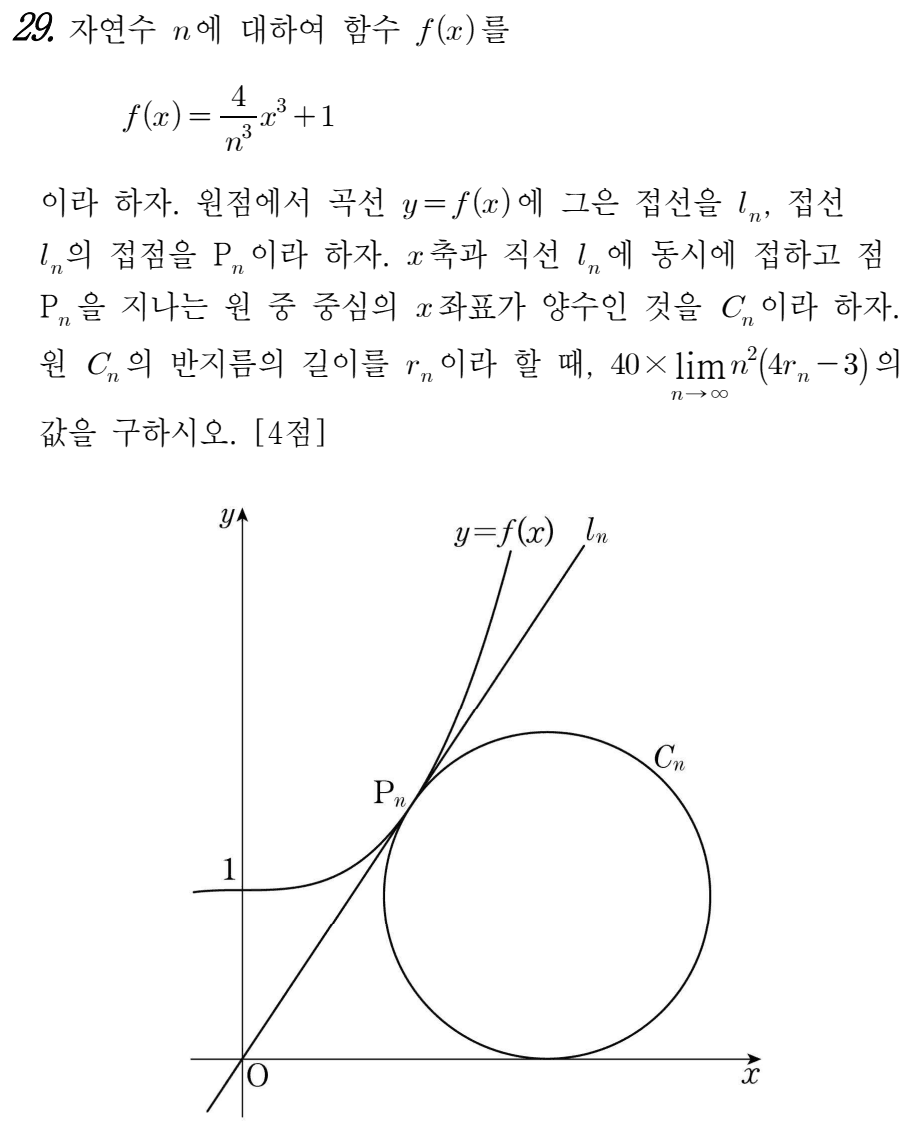 29. 자연수 n에 대하여 함수 f(x)를
f(x) = 4/n³ x³ + 1
이라 하자. 원점에서 곡선 y=f(x)에 그은 접선을 lₙ, 접선
lₙ의 접점을 Pₙ이라 하자. x축과 직선 lₙ에 동시에 접하고 점
Pₙ을 지나는 원 중 중심의 x좌표가 양수인 것을 Cₙ이라 하자.
원 Cₙ의 반지름의 길이를 rₙ이라 할 때, 40×lim n→∞ n²(4rₙ−3)의
값을 구하시오. [4점]
y
y=f(x) lₙ
Cₙ
Pₙ
1
O
x